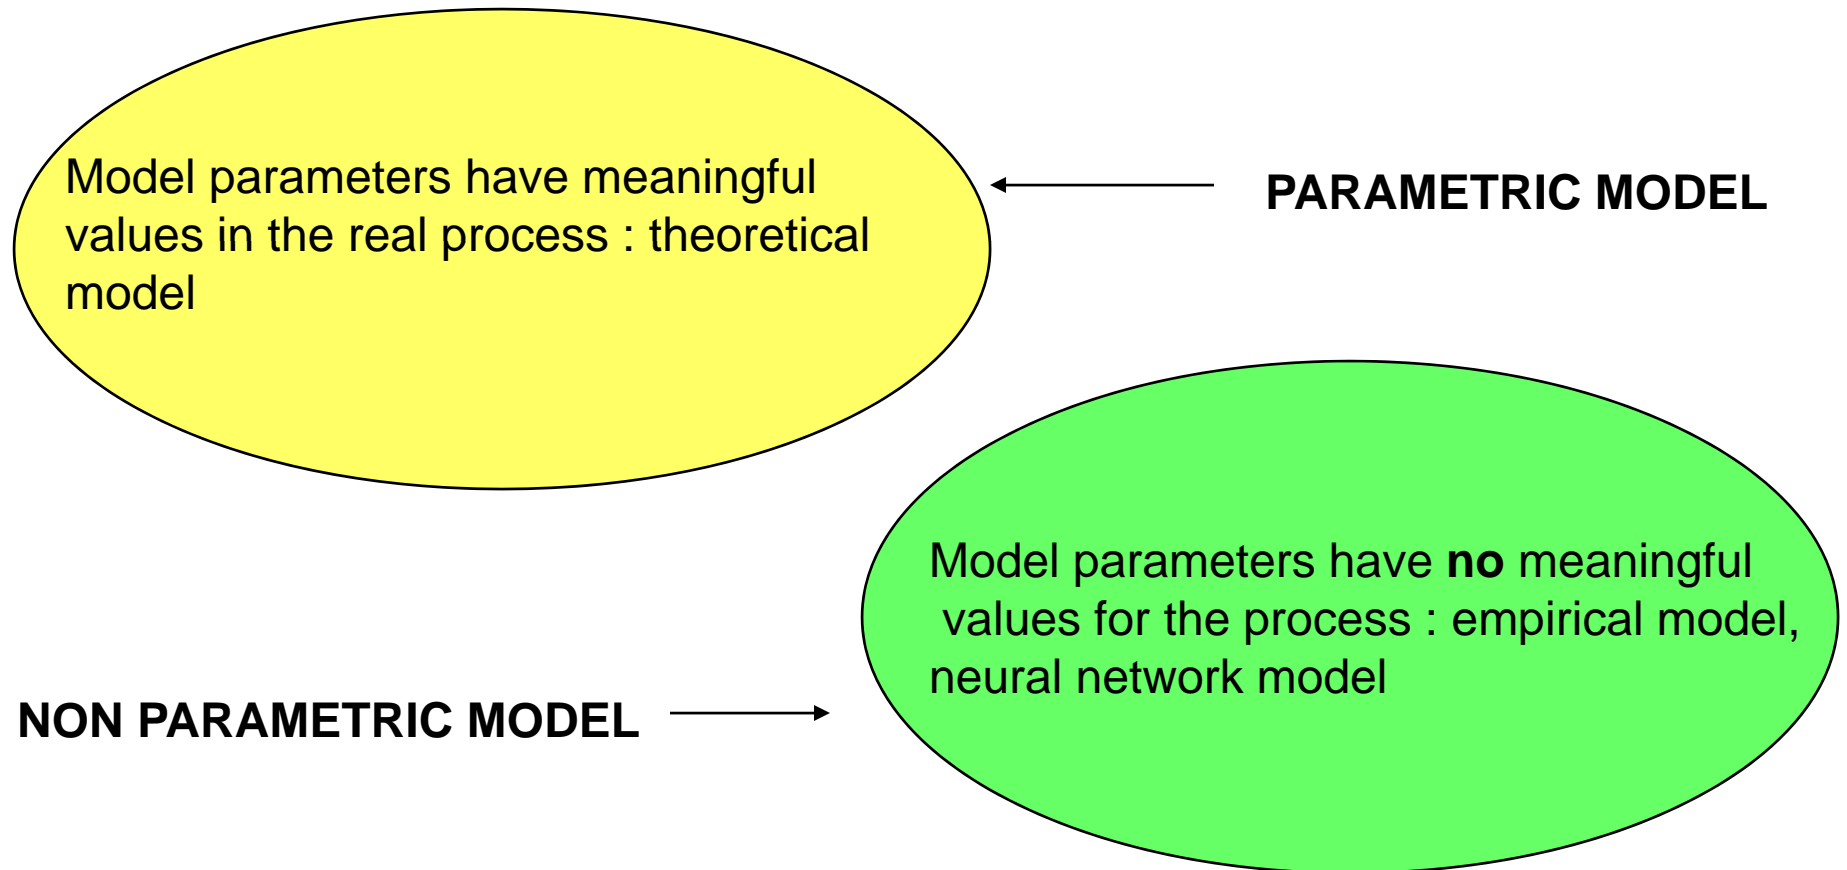 Model parameters have meaningful
values in the real process : theoretical
model
PARAMETRIC MODEL
Model parameters have no meaningful
values for the process : empirical model,
neural network model
NON PARAMETRIC MODEL